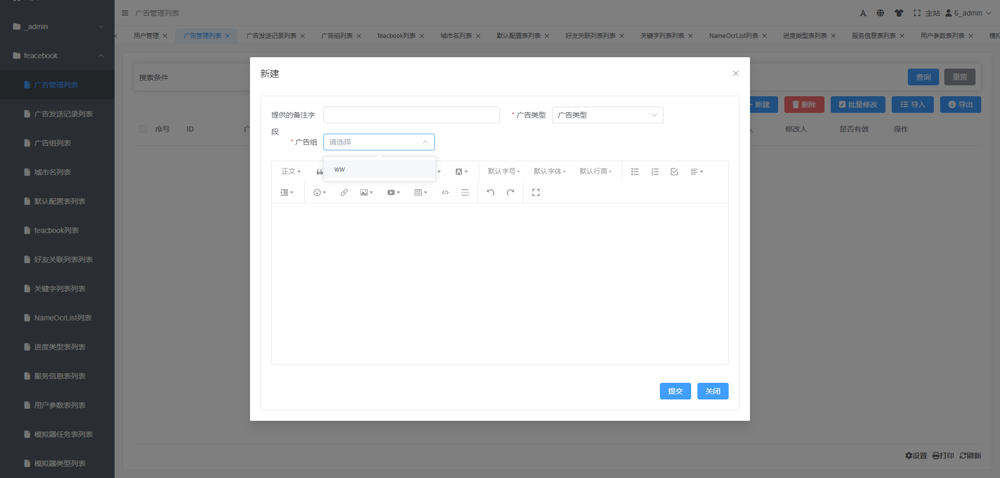 广告管理列表
主站
6_admin
_admin
feacebook
广告管理列表
广告发送记录列表
广告组列表
城市名列表
默认配置表列表
feacbook列表
好友关联列表列表
关键字列表列表
NameOcrList列表
进度类型表列表
服务信息表列表
用户参数表列表
模拟器任务表列表
模拟器类型列表
用户管理
广告管理列表
广告发送记录列表
广告组列表
feacbook列表
城市名列表
默认配置表列表
好友关联列表列表
关键字列表列表
NameOcrList列表
进度类型表列表
服务信息表列表
用户参数表列表
模拟
搜索条件
查询
重置
新建
删除
批量修改
导入
导出
序号
ID
修改人
是否有效
操作
新建
提供的备注字段
* 广告类型
广告类型
* 广告组
请选择
ww
正文
默认字号
默认字体
默认行高
提交
关闭
设置
打印
刷新